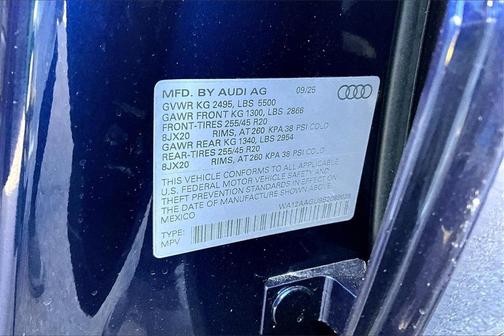 MFD. BY AUDI AG 09/25
GVWR KG 2495, LBS 5500
GAWR FRONT KG 1300, LBS 2866
FRONT-TIRES 255/45 R20
8JX20 RIMS, AT 260 KPA 38 PSI COLD
GAWR REAR KG 1340, LBS 2954
REAR-TIRES 255/45 R20
8JX20 RIMS, AT 260 KPA 38 PSI COLD
THIS VEHICLE CONFORMS TO ALL APPLICABLE
U.S. FEDERAL MOTOR VEHICLE SAFETY AND
THEFT PREVENTION STANDARDS IN EFFECT ON
THE DATE OF MANUFACTURE SHOWN ABOVE.
MEXICO
TYPE:
MPV